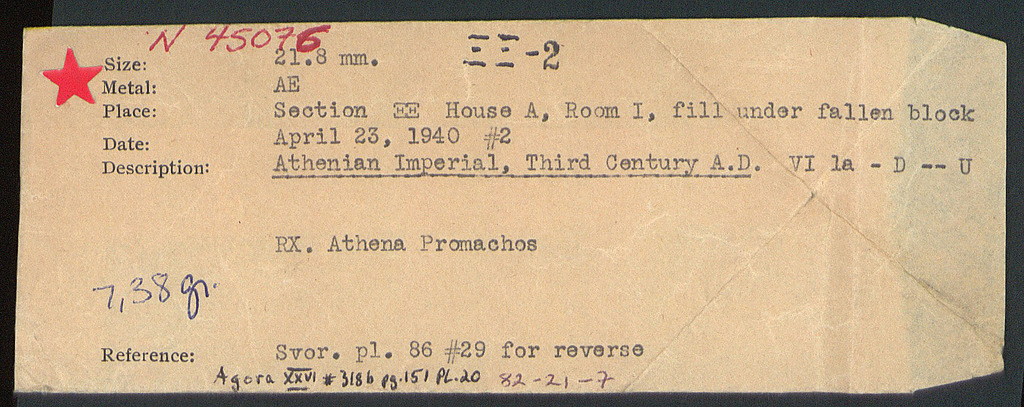 N 45076
ΞΞ-2
Size: 21.8 mm.
Metal: AE
Place: Section ΞΞ House A, Room I, fill under fallen block
Date: April 23, 1940 #2
Description: Athenian Imperial, Third Century A.D. VI 1a - D -- U
RX. Athena Promachos
7,38 gr.
Reference: Svor. pl. 86 #29 for reverse
Agora XXVI #318b pg.151 PL.20 82-21-7